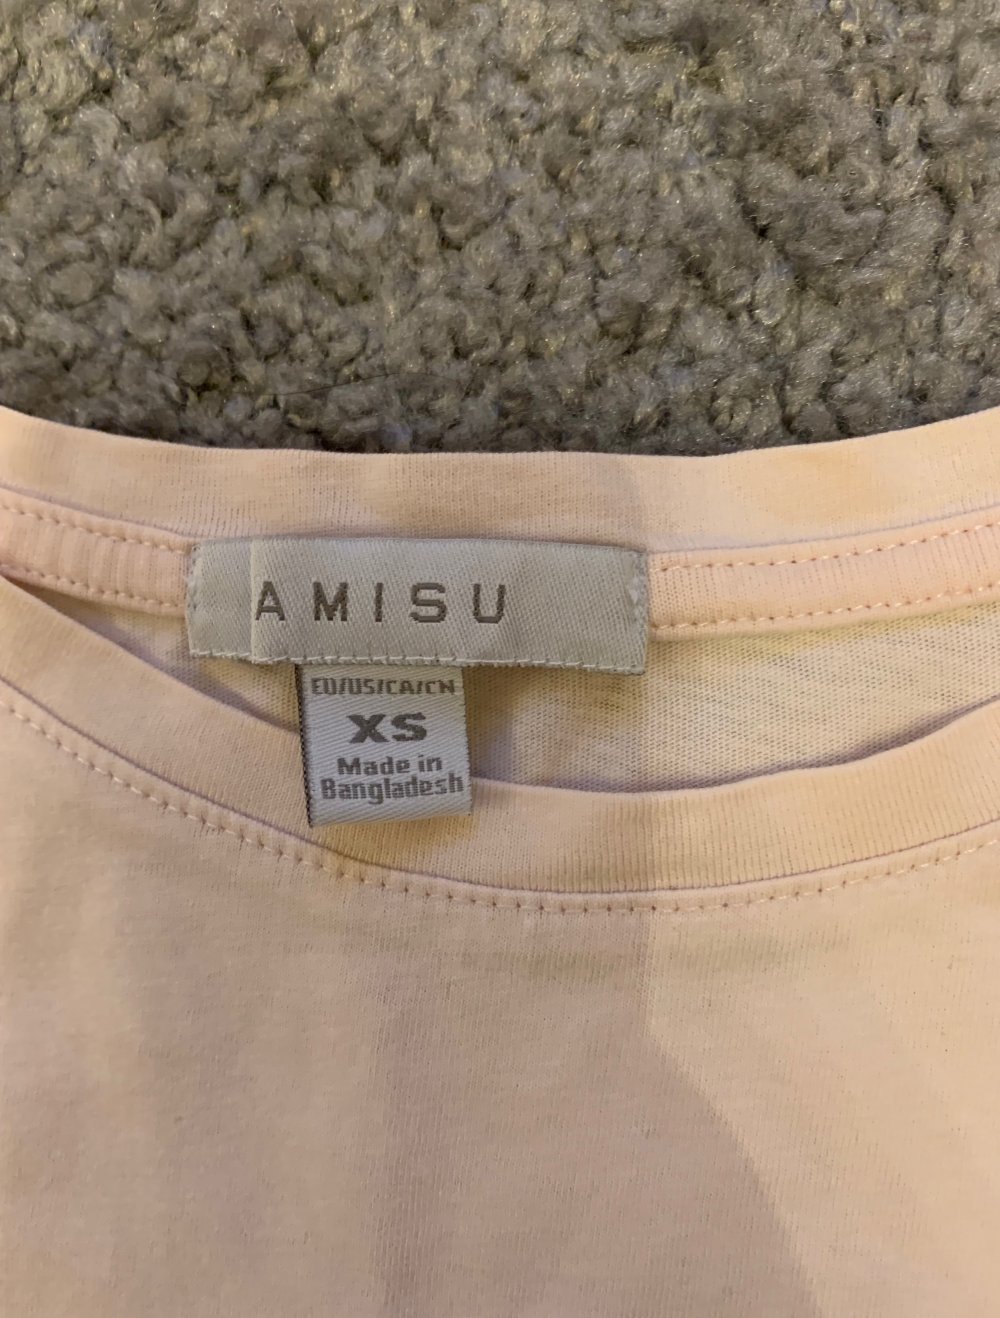 AMISU
EU/US/CA/CN
XS
Made in
Bangladesh